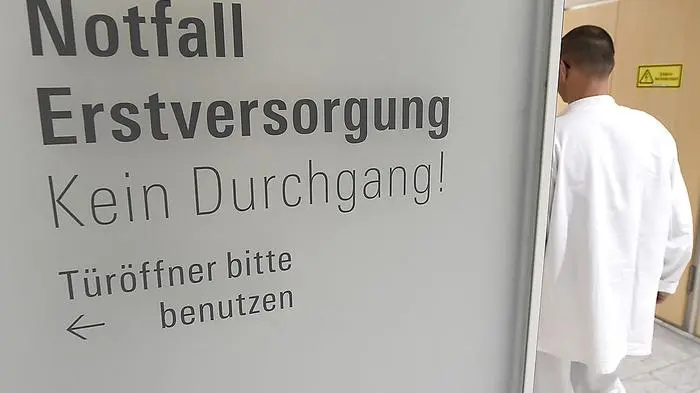 Notfall
Erstversorgung
Kein Durchgang!
Türöffner bitte
← benutzen